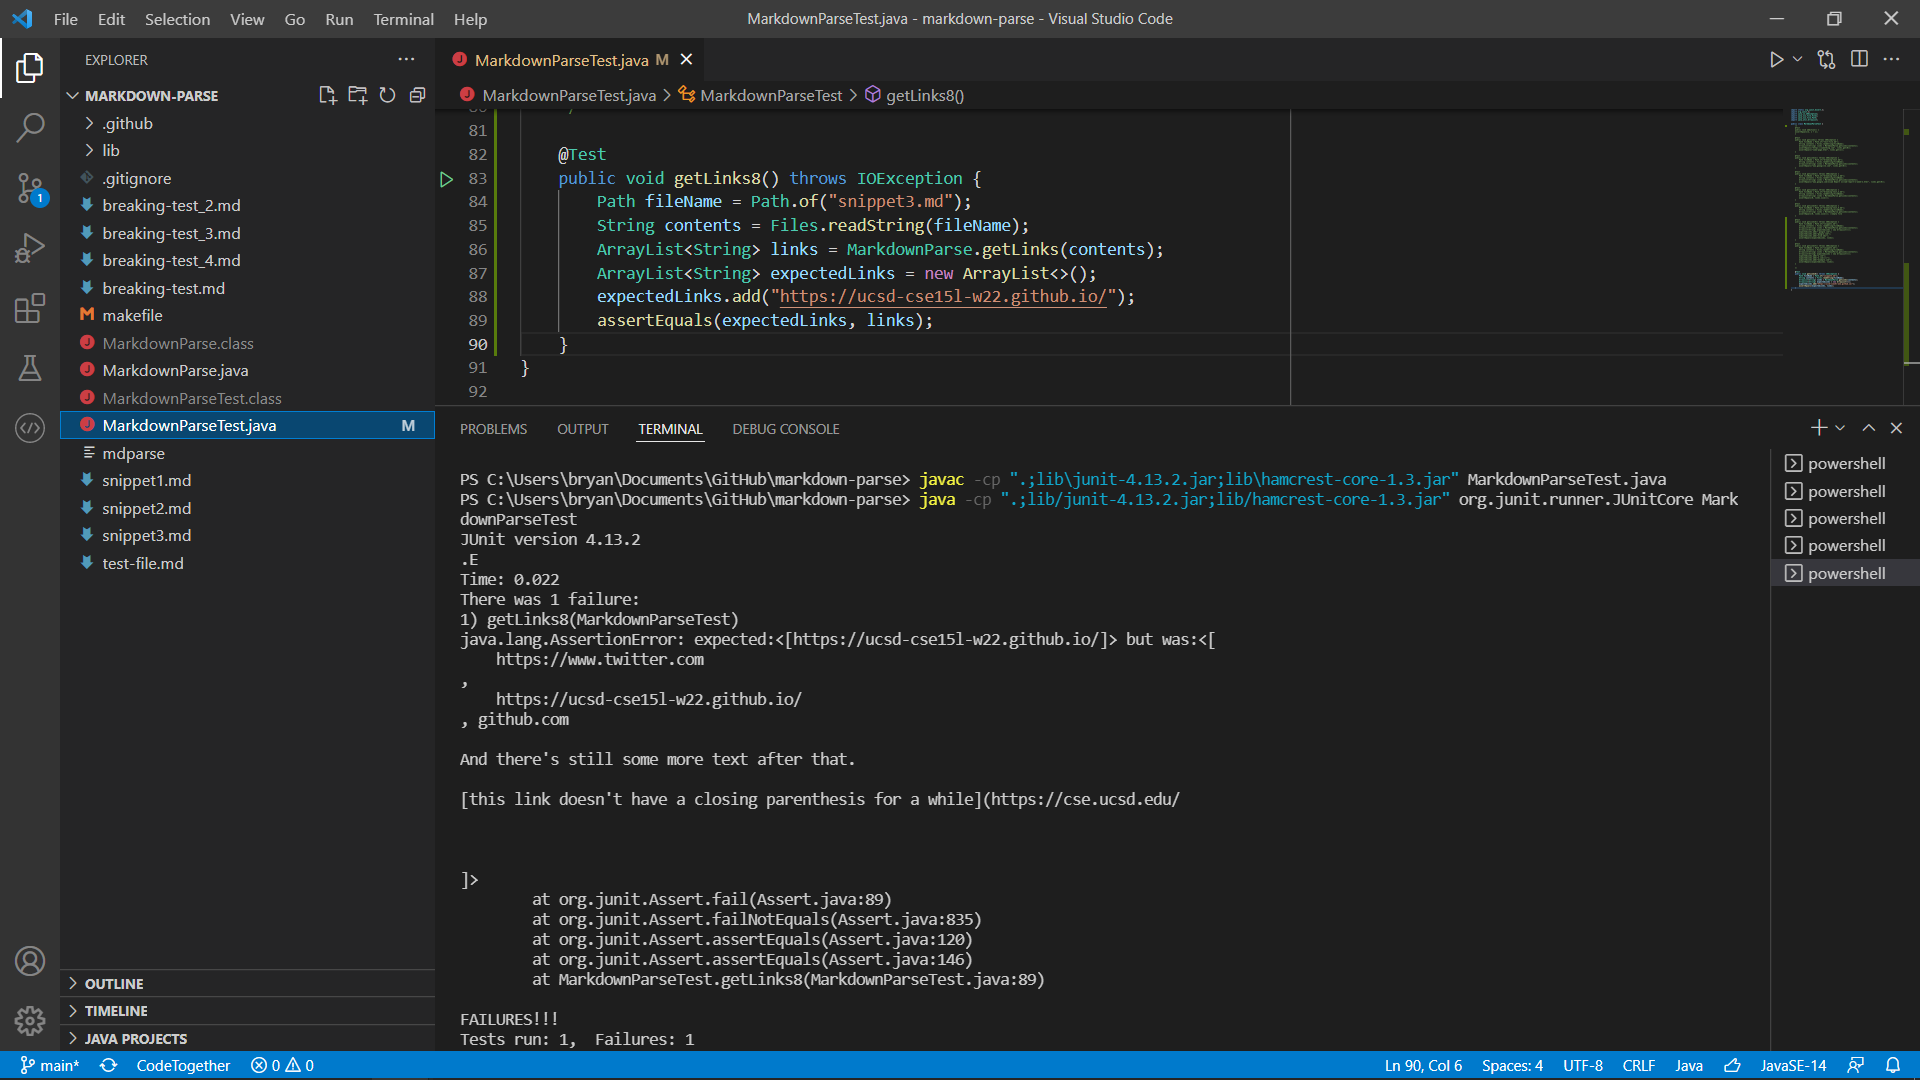 File Edit Selection View Go Run Terminal Help
MarkdownParseTest.java - markdown-parse - Visual Studio Code
EXPLORER
MARKDOWN-PARSE
.github
lib
.gitignore
breaking-test_2.md
breaking-test_3.md
breaking-test_4.md
breaking-test.md
makefile
MarkdownParse.class
MarkdownParse.java
MarkdownParseTest.class
MarkdownParseTest.java M
mdparse
snippet1.md
snippet2.md
snippet3.md
test-file.md
OUTLINE
TIMELINE
JAVA PROJECTS
1
MarkdownParseTest.java M
MarkdownParseTest.java > MarkdownParseTest > getLinks8()
81
82 @Test
83 public void getLinks8() throws IOException {
84 Path fileName = Path.of("snippet3.md");
85 String contents = Files.readString(fileName);
86 ArrayList<String> links = MarkdownParse.getLinks(contents);
87 ArrayList<String> expectedLinks = new ArrayList<>();
88 expectedLinks.add("https://ucsd-cse15l-w22.github.io/");
89 assertEquals(expectedLinks, links);
90 }
91 }
92
PROBLEMS OUTPUT TERMINAL DEBUG CONSOLE
PS C:\Users\bryan\Documents\GitHub\markdown-parse> javac -cp ".;lib\junit-4.13.2.jar;lib\hamcrest-core-1.3.jar" MarkdownParseTest.java
PS C:\Users\bryan\Documents\GitHub\markdown-parse> java -cp ".;lib/junit-4.13.2.jar;lib/hamcrest-core-1.3.jar" org.junit.runner.JUnitCore Mark
downParseTest
JUnit version 4.13.2
.E
Time: 0.022
There was 1 failure:
1) getLinks8(MarkdownParseTest)
java.lang.AssertionError: expected:<[https://ucsd-cse15l-w22.github.io/]> but was:<[
https://www.twitter.com
,
https://ucsd-cse15l-w22.github.io/
, github.com
And there's still some more text after that.
[this link doesn't have a closing parenthesis for a while](https://cse.ucsd.edu/
]>
at org.junit.Assert.fail(Assert.java:89)
at org.junit.Assert.failNotEquals(Assert.java:835)
at org.junit.Assert.assertEquals(Assert.java:120)
at org.junit.Assert.assertEquals(Assert.java:146)
at MarkdownParseTest.getLinks8(MarkdownParseTest.java:89)
FAILURES!!!
Tests run: 1,  Failures: 1
powershell
powershell
powershell
powershell
powershell
main* CodeTogether 0 0
Ln 90, Col 6 Spaces: 4 UTF-8 CRLF Java JavaSE-14